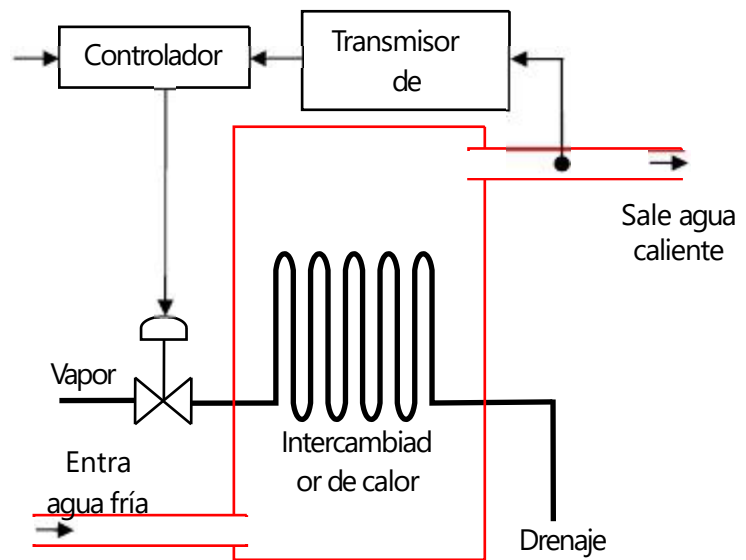 Controlador
Transmisor
de
Sale agua
caliente
Vapor
Intercambiad
or de calor
Entra
agua fría
Drenaje